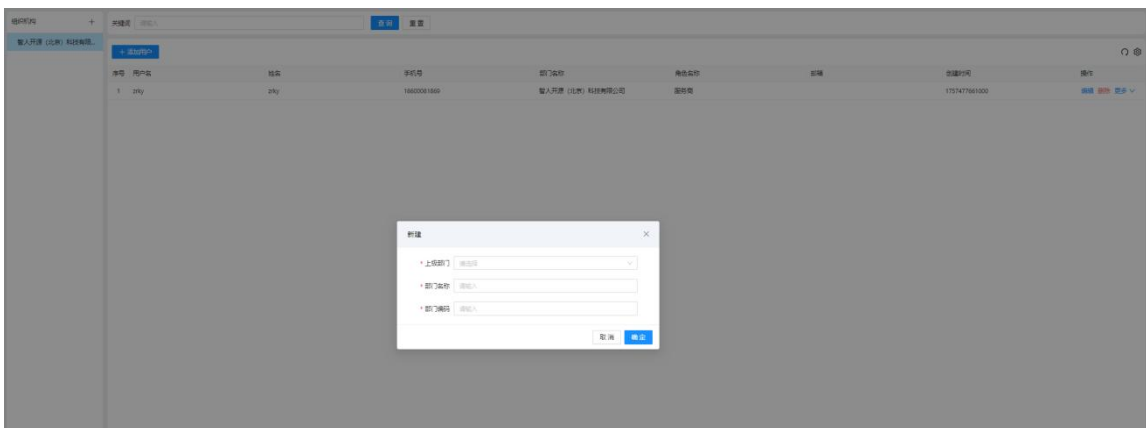 组织机构 +
智人开源（北京）科技有限...
关键词 请输入 查询 重置
+ 添加用户
序号 用户名 姓名 手机号 部门名称 角色名称 邮箱 创建时间 操作
1 zrky zrky 智人开源（北京）科技有限公司 服务商 编辑 删除 更多
新建
* 上级部门 请选择
* 部门名称 请输入
* 部门编码 请输入
取消 确定